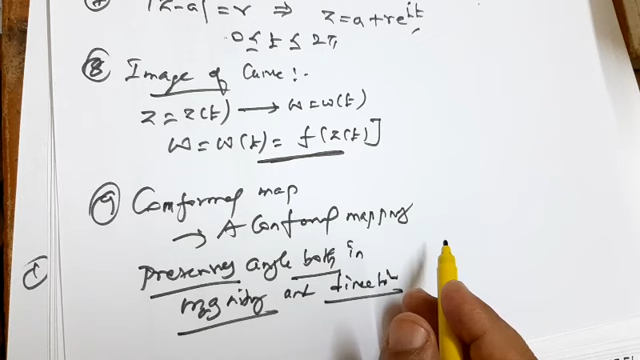 |z-a| = r ⇒ z = a + re^{it}
0 ≤ t ≤ 2π
⑧ Image of Curve :-
z = z(t) → w = w(t)
w = w(t) = f[z(t)]
⑨ Conformal map
→ A Conformal mapping
preserves angle both in
magnitude and direction